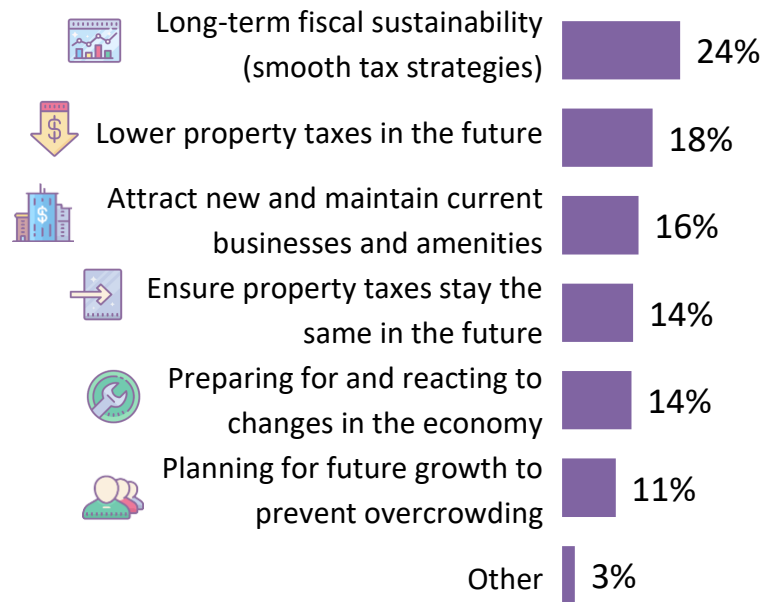 Long-term fiscal sustainability
(smooth tax strategies)
24%
Lower property taxes in the future
18%
Attract new and maintain current
businesses and amenities
16%
Ensure property taxes stay the
same in the future
14%
Preparing for and reacting to
changes in the economy
14%
Planning for future growth to
prevent overcrowding
11%
Other
3%